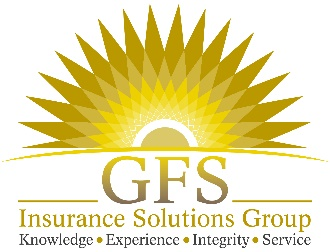 GFS
Insurance Solutions Group
Knowledge • Experience • Integrity • Service